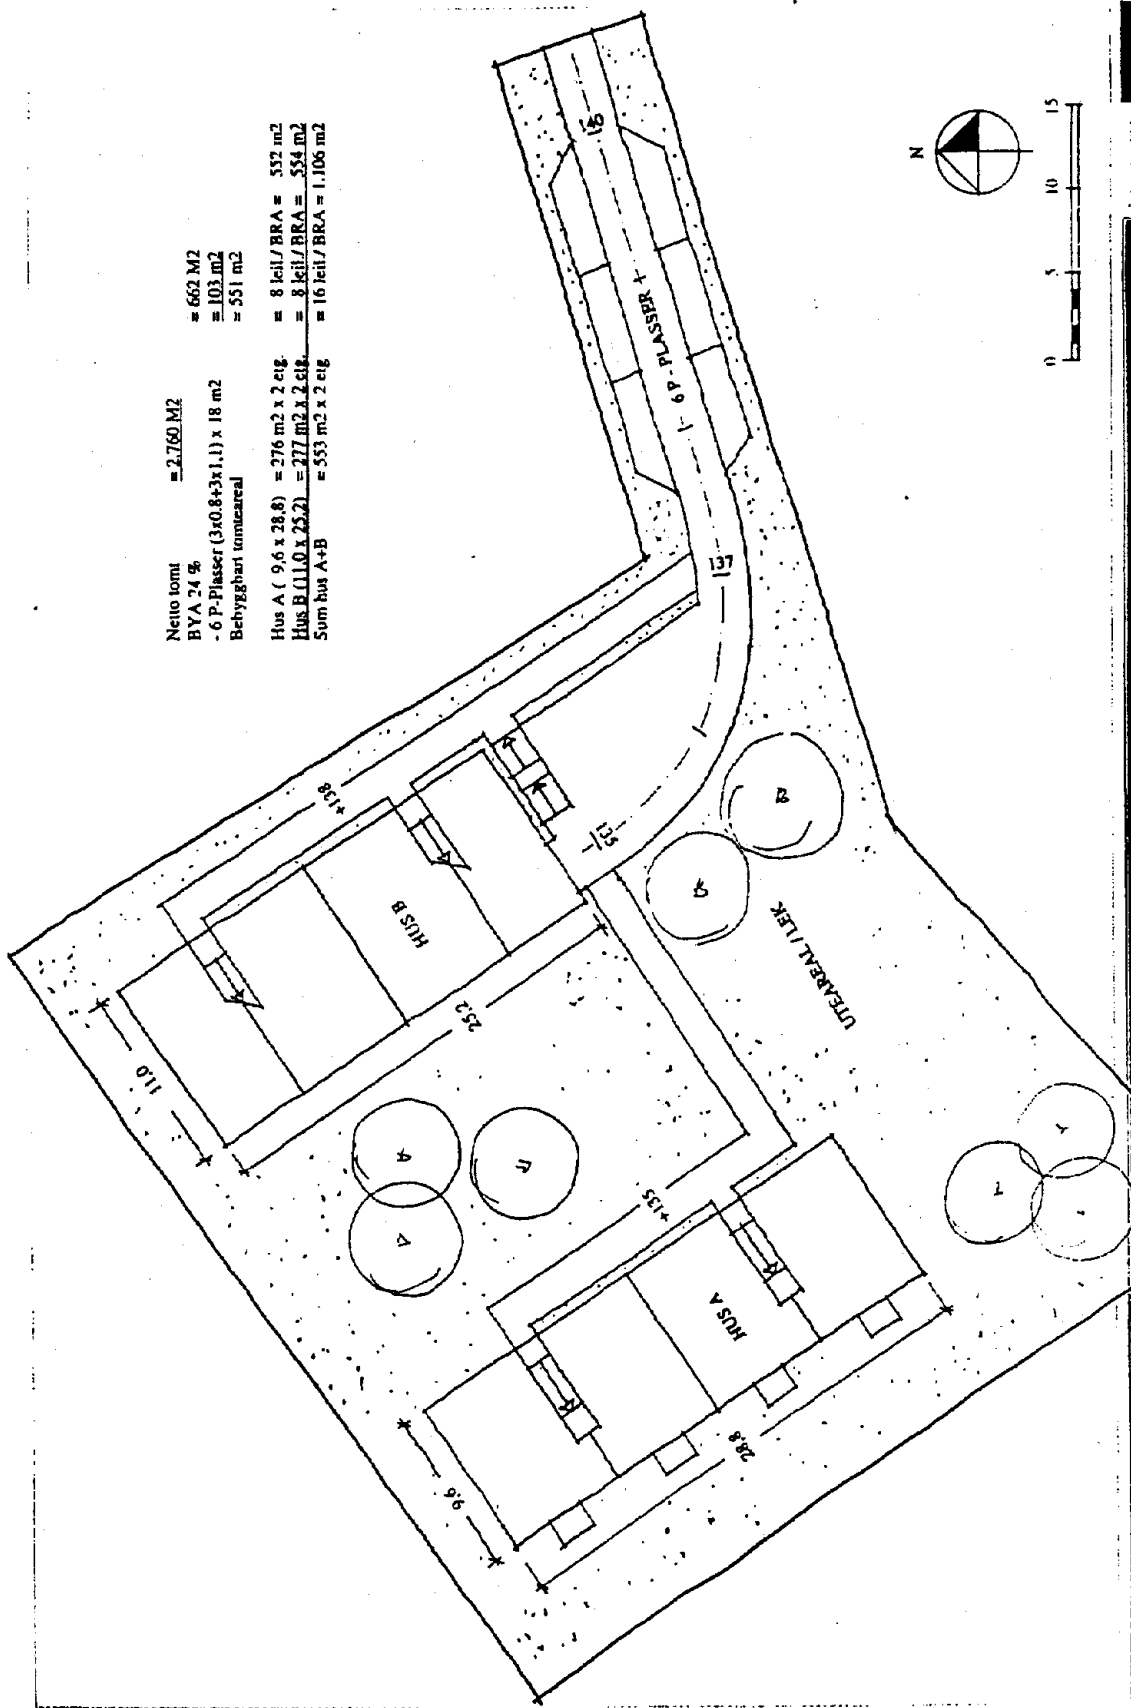 Netto tomt = 2.760 M2
BYA 24 % = 662 M2
- 6 P-Plasser (3x0.8+3x1.1) x 18 m2 = 103 m2
Bebyggbart tomteareal = 551 m2
Hus A ( 9,6 x 28,8) = 276 m2 x 2 etg. = 8 leil./ BRA = 552 m2
Hus B (11.0 x 25.2) = 277 m2 x 2 etg. = 8 leil./ BRA = 554 m2
Sum hus A+B = 553 m2 x 2 etg = 16 leil./ BRA = 1.106 m2
N
0 5 10 15
6 P - PLASSER
137
135
+138
HUS B
11,0
25,2
UTEAREAL / LEK
+135
HUS A
9,6
28,8